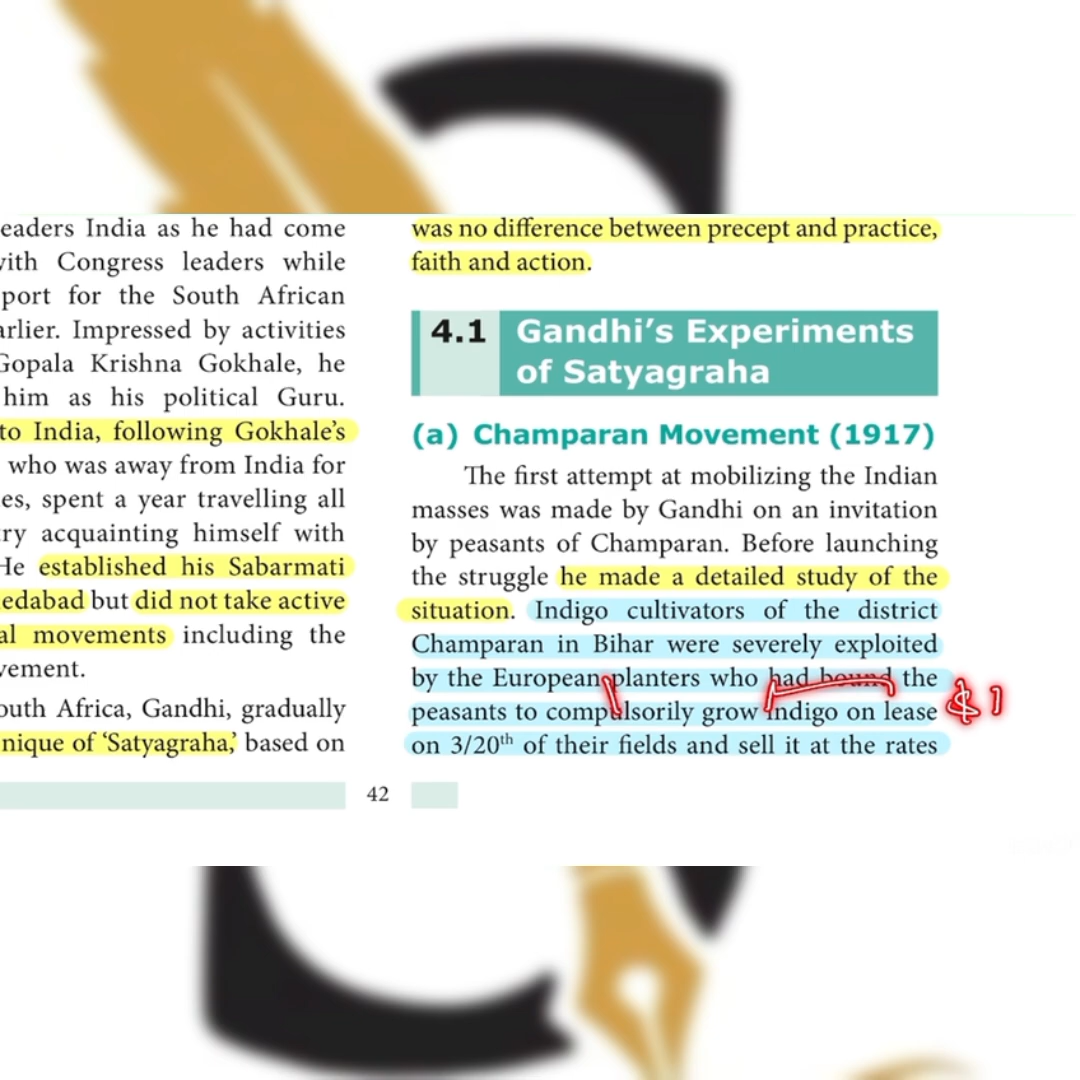 eaders India as he had come
with Congress leaders while
port for the South African
arlier. Impressed by activities
Gopala Krishna Gokhale, he
him as his political Guru.
to India, following Gokhale's
who was away from India for
es, spent a year travelling all
try acquainting himself with
He established his Sabarmati
edabad but did not take active
al movements including the
vement.
outh Africa, Gandhi, gradually
nique of 'Satyagraha,' based on
was no difference between precept and practice,
faith and action.
4.1 Gandhi's Experiments
of Satyagraha
(a) Champaran Movement (1917)
The first attempt at mobilizing the Indian
masses was made by Gandhi on an invitation
by peasants of Champaran. Before launching
the struggle he made a detailed study of the
situation. Indigo cultivators of the district
Champaran in Bihar were severely exploited
by the European planters who had bound the
peasants to compulsorily grow indigo on lease
on 3/20th of their fields and sell it at the rates
42